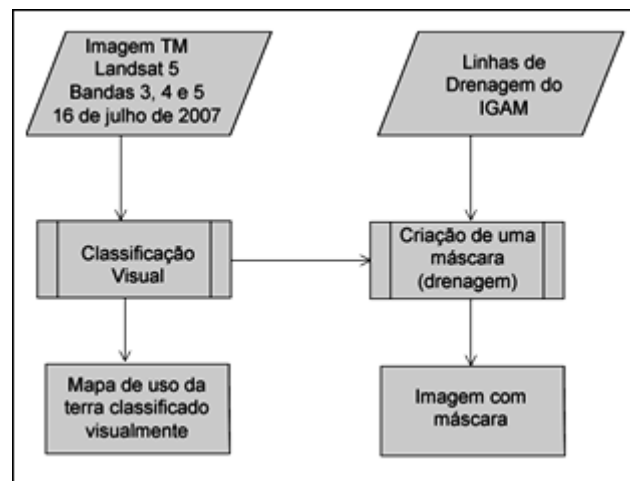 Imagem TM
Landsat 5
Bandas 3, 4 e 5
16 de julho de 2007
Linhas de
Drenagem do
IGAM
Classificação
Visual
Criação de uma
máscara
(drenagem)
Mapa de uso da
terra classificado
visualmente
Imagem com
máscara